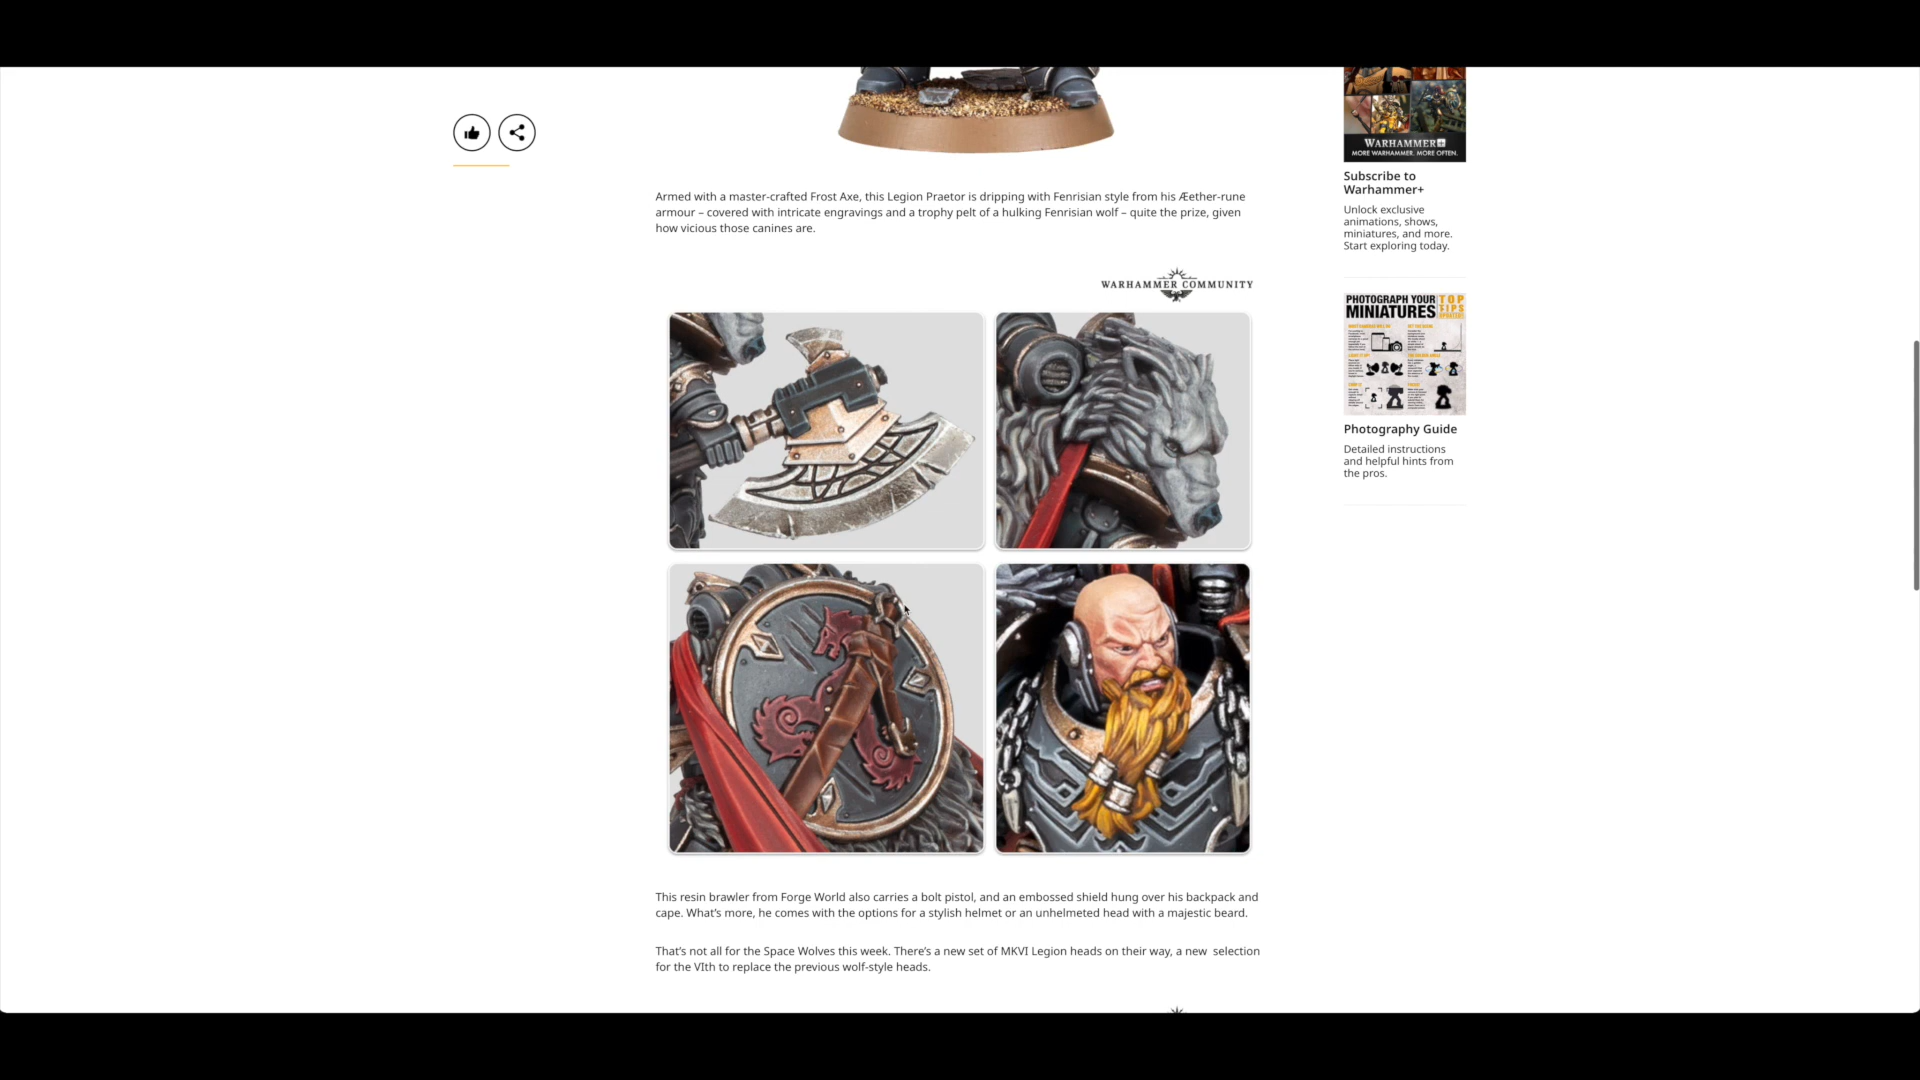 Armed with a master-crafted Frost Axe, this Legion Praetor is dripping with Fenrisian style from his Æether-rune
armour – covered with intricate engravings and a trophy pelt of a hulking Fenrisian wolf – quite the prize, given
how vicious those canines are.
WARHAMMER COMMUNITY
This resin brawler from Forge World also carries a bolt pistol, and an embossed shield hung over his backpack and
cape. What's more, he comes with the options for a stylish helmet or an unhelmeted head with a majestic beard.
That's not all for the Space Wolves this week. There's a new set of MKVI Legion heads on their way, a new  selection
for the VIth to replace the previous wolf-style heads.
WARHAMMER+
MORE WARHAMMER. MORE OFTEN.
Subscribe to
Warhammer+
Unlock exclusive
animations, shows,
miniatures, and more.
Start exploring today.
PHOTOGRAPH YOUR
MINIATURES
TOP
TIPS
Photography Guide
Detailed instructions
and helpful hints from
the pros.